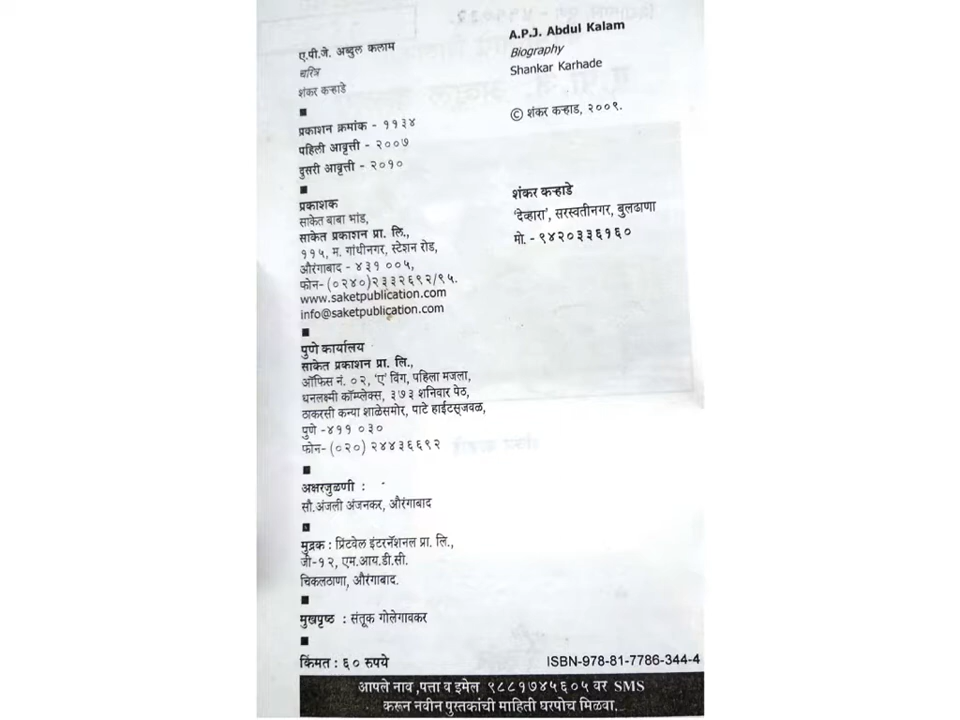 ए.पी.जे. अब्दुल कलाम
चरित्र
शंकर कऱ्हाडे
A.P.J. Abdul Kalam
Biography
Shankar Karhade
प्रकाशन क्रमांक - ११३४
पहिली आवृत्ती - २००७
दुसरी आवृत्ती - २०१०
© शंकर कऱ्हाड, २००९.
प्रकाशक
साकेत बाबा भांड,
साकेत प्रकाशन प्रा. लि.,
११५, म. गांधीनगर, स्टेशन रोड,
औरंगाबाद - ४३१ ००५,
फोन- (०२४०)२३३२६९२/९५.
www.saketpublication.com
info@saketpublication.com
शंकर कऱ्हाडे
'देव्हारा', सरस्वतीनगर, बुलढाणा
मो. - ९४२०३३६१६०
पुणे कार्यालय
साकेत प्रकाशन प्रा. लि.,
ऑफिस नं. ०२, 'ए' विंग, पहिला मजला,
धनलक्ष्मी कॉम्प्लेक्स, ३७३ शनिवार पेठ,
ठाकरसी कन्या शाळेसमोर, पाटे हाईटस्‌जवळ,
पुणे -४११ ०३०
फोन- (०२०) २४४३६६९२
अक्षरजुळणी :
सौ.अंजली अंजनकर, औरंगाबाद
मुद्रक : प्रिंटवेल इंटरनॅशनल प्रा. लि.,
जी-१२, एम.आय.डी.सी.
चिकलठाणा, औरंगाबाद.
मुखपृष्ठ : संतूक गोलेगावकर
किंमत : ६० रुपये
ISBN-978-81-7786-344-4
आपले नाव ,पत्ता व इमेल ९८८१७४५६०५ वर SMS
करून नवीन पुस्तकांची माहिती घरपोच मिळवा.